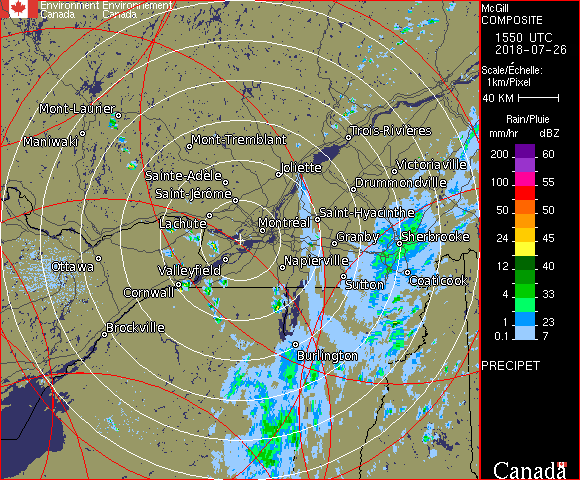 Environment Environnement
Canada Canada
McGill
COMPOSITE
1550 UTC
2018-07-26
Scale/Échelle:
1km/Pixel
40 KM
Rain/Pluie
mm/hr dBZ
200 60
100 55
50 50
24 45
12 40
4 33
1 23
0.1 7
PRECIPET
Canada
Mont-Laurier
Maniwaki
Mont-Tremblant
Trois-Rivières
Sainte-Adèle
Joliette
Victoriaville
Saint-Jérôme
Drummondville
Lachute
Montréal
Saint-Hyacinthe
Granby
Sherbrooke
Ottawa
Valleyfield
Napierville
Cornwall
Sutton
Coaticook
Brockville
Burlington